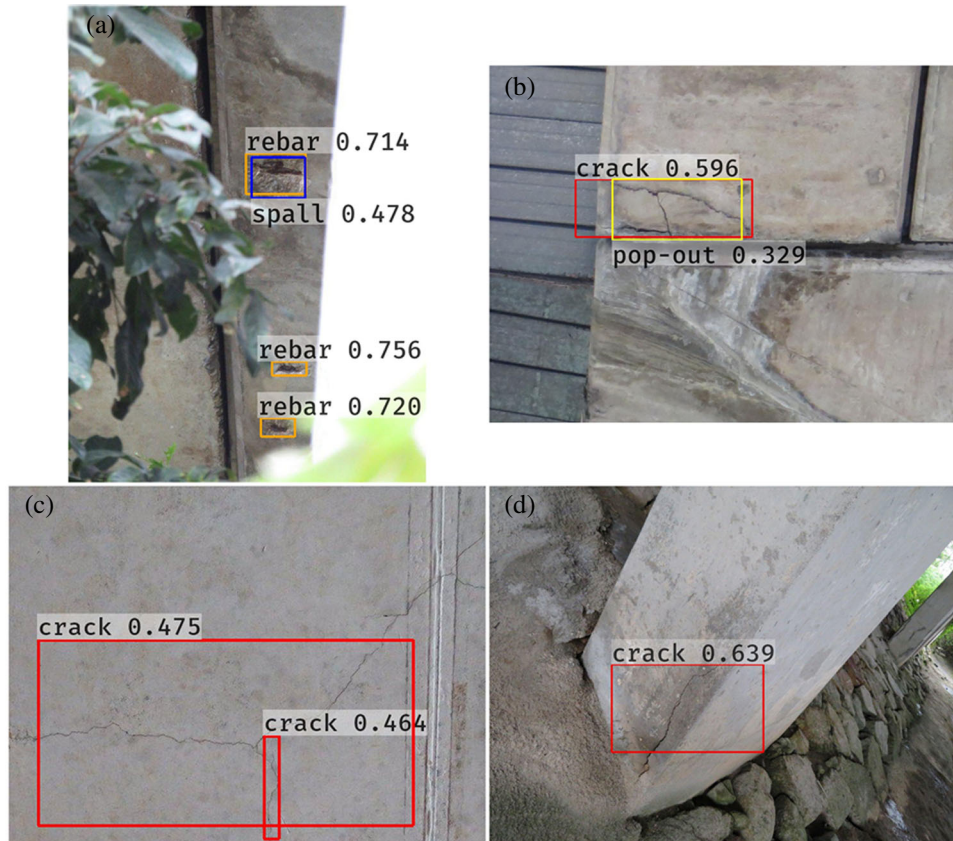 (a)
rebar 0.714
spall 0.478
rebar 0.756
rebar 0.720
(b)
crack 0.596
pop-out 0.329
(c)
crack 0.475
crack 0.464
(d)
crack 0.639